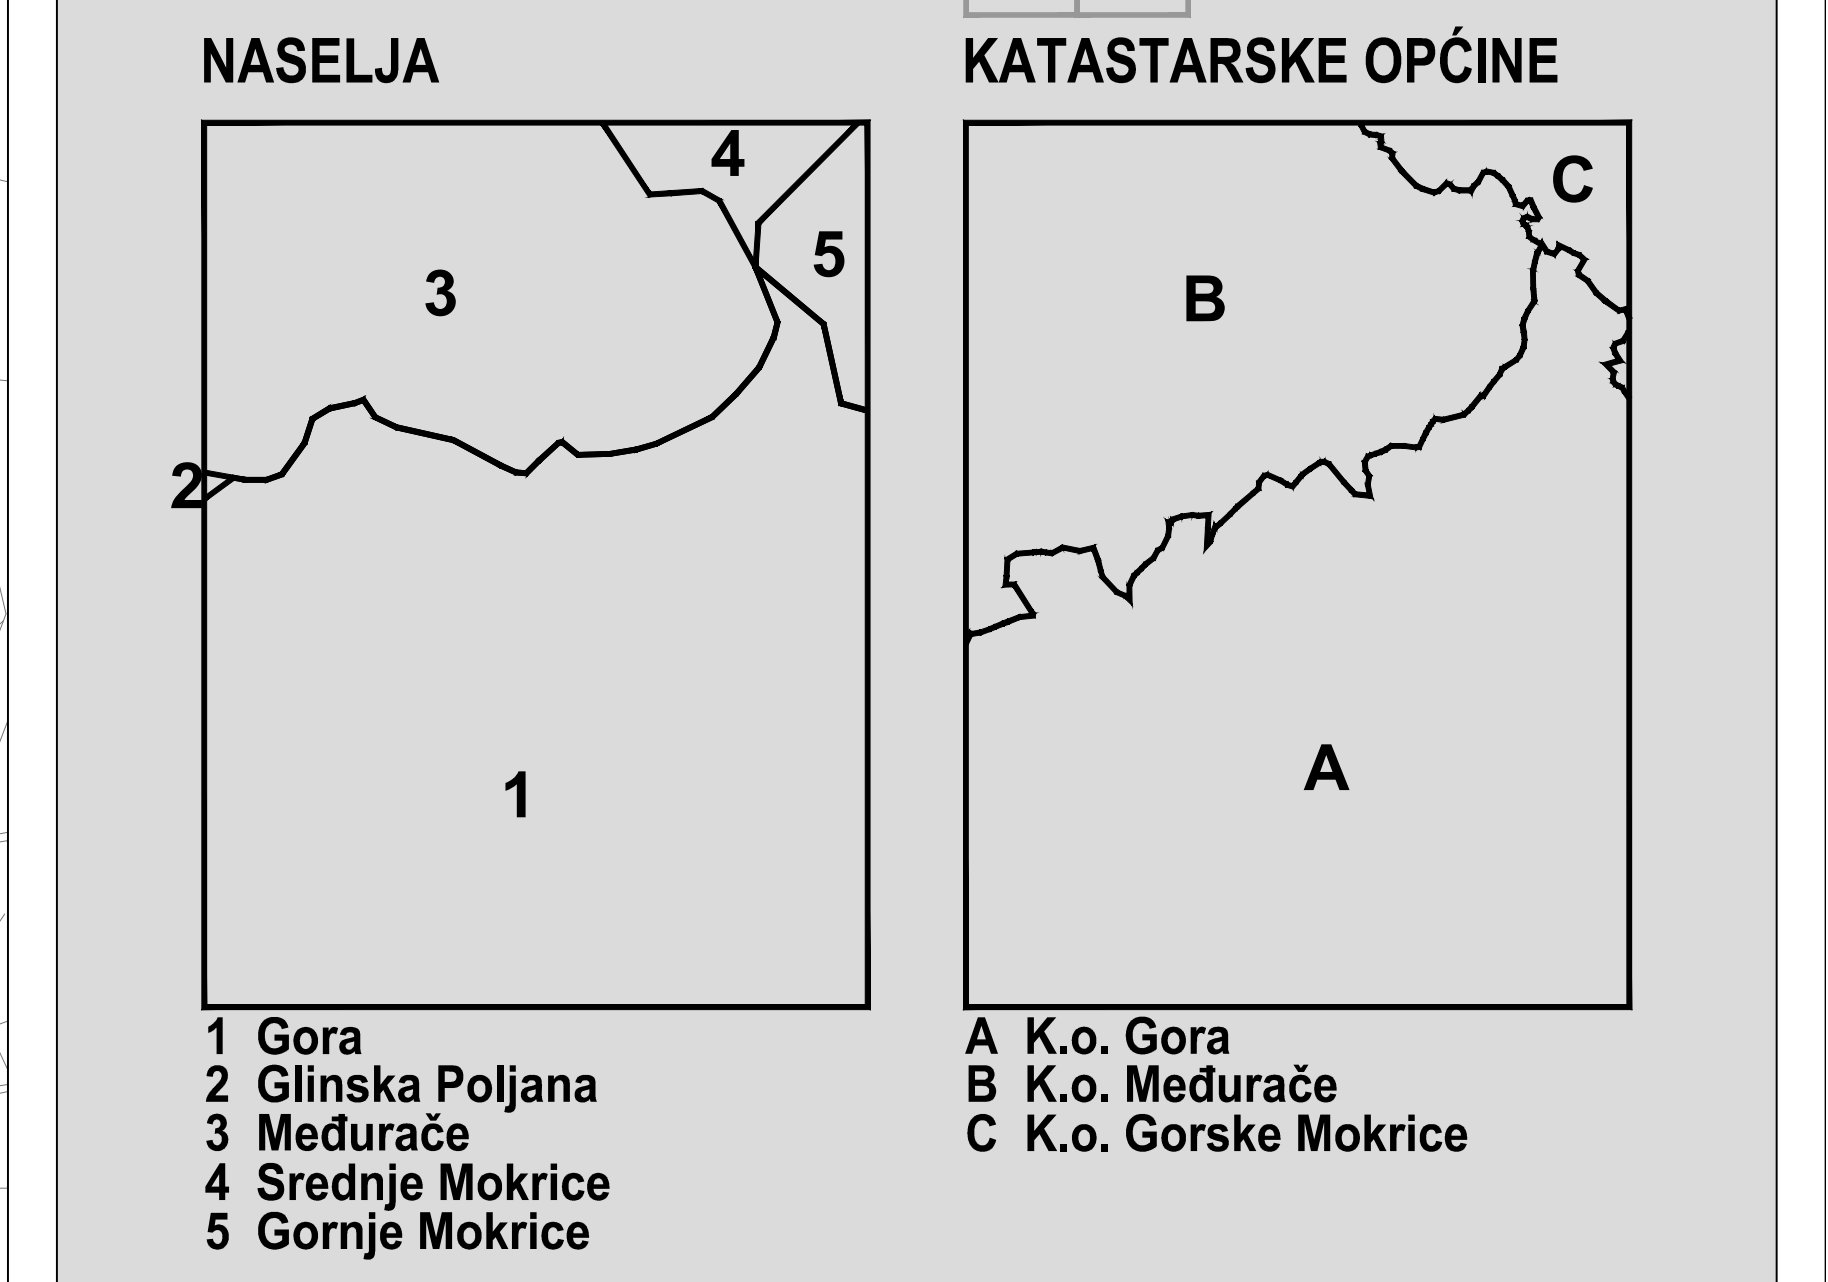 NASELJA
4
5
3
2
1
1 Gora
2 Glinska Poljana
3 Međurače
4 Srednje Mokrice
5 Gornje Mokrice
KATASTARSKE OPĆINE
C
B
A
A K.o. Gora
B K.o. Međurače
C K.o. Gorske Mokrice